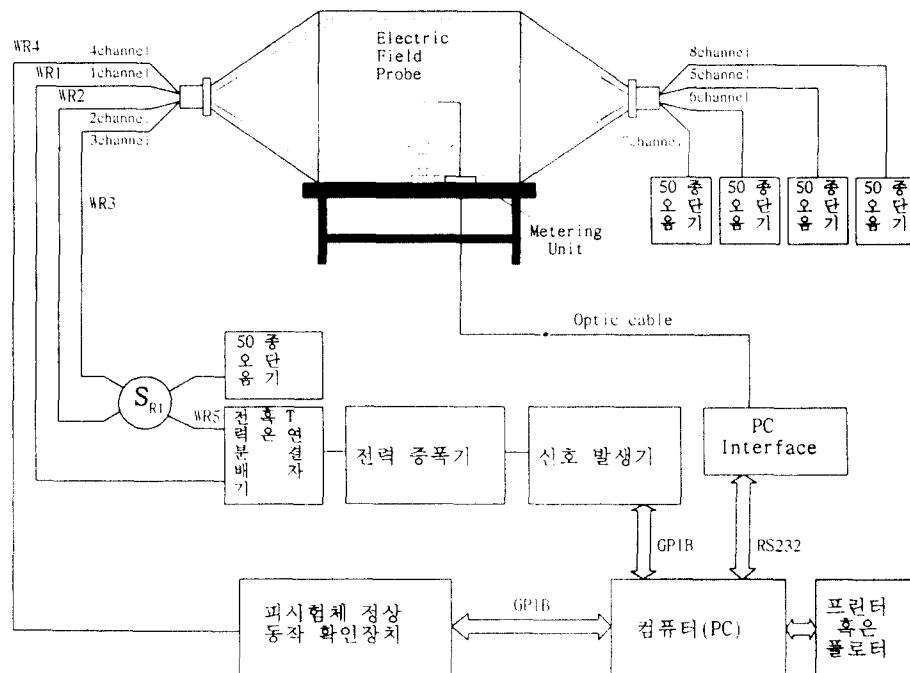 WR4
4channel
WR1
1channel
WR2
2channel
3channel
WR3
Electric
Field
Probe
8channel
5channel
6channel
7channel
50 종
오 단
옴 기
50 종
오 단
옴 기
50 종
오 단
옴 기
50 종
오 단
옴 기
Metering
Unit
Optic cable
50 종
오 단
옴 기
SR1
WR5
전력분배기
혹은
T연결자
전력 증폭기
신호 발생기
PC
Interface
GPIB
RS232
피시험체 정상
동작 확인장치
GPIB
컴퓨터(PC)
프린터
혹은
플로터